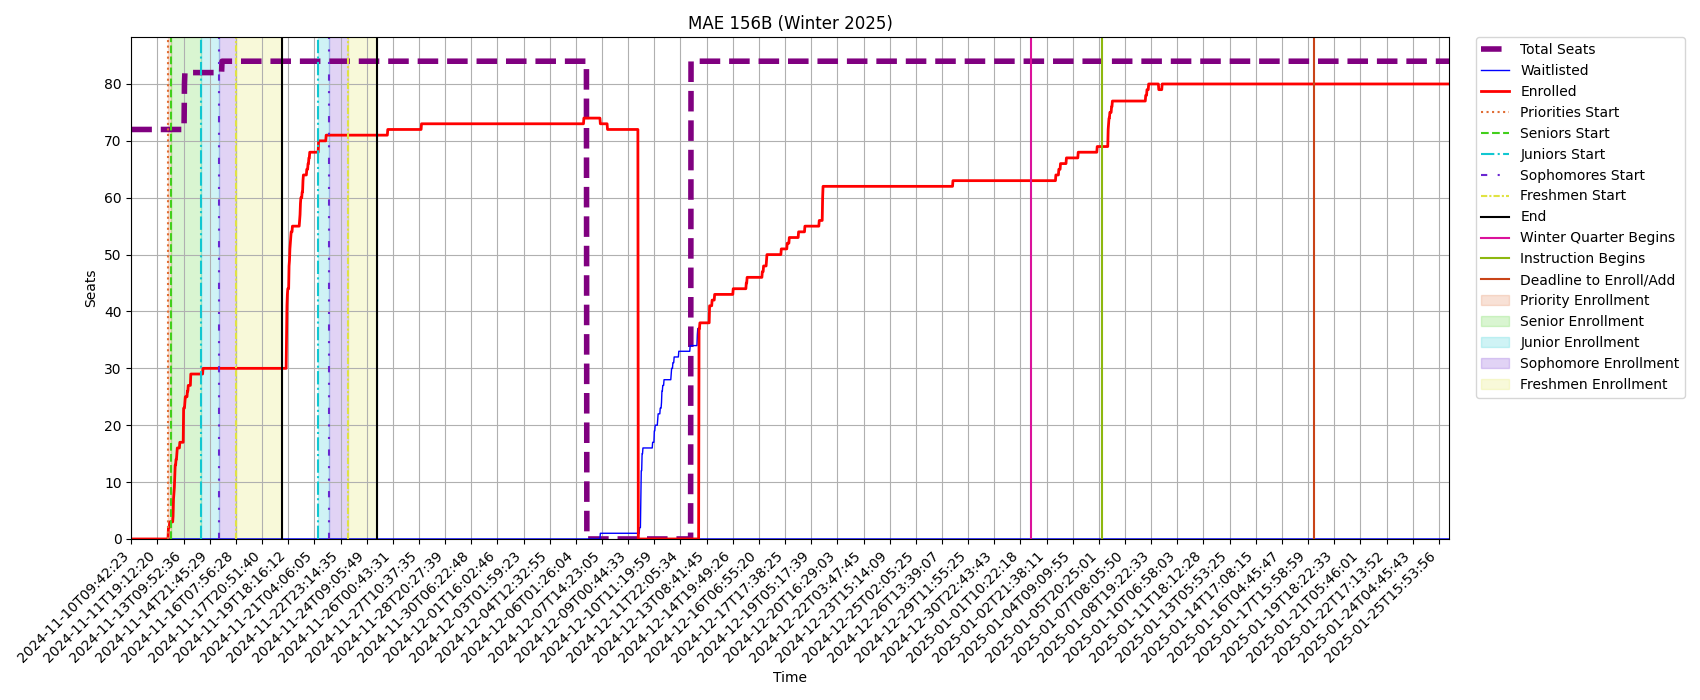 MAE 156B (Winter 2025)
Seats
80
70
60
50
40
30
20
10
0
2024-11-10T09:42:23
2024-11-11T19:12:20
2024-11-13T09:52:36
2024-11-14T21:45:29
2024-11-16T07:56:28
2024-11-17T20:51:40
2024-11-19T18:16:12
2024-11-21T04:06:05
2024-11-22T23:14:35
2024-11-24T09:05:49
2024-11-26T00:43:31
2024-11-27T10:37:35
2024-11-28T20:27:39
2024-11-30T06:22:48
2024-12-01T16:02:46
2024-12-03T01:59:23
2024-12-04T12:32:55
2024-12-06T01:26:04
2024-12-07T14:23:05
2024-12-09T00:44:33
2024-12-10T11:19:59
2024-12-11T22:05:34
2024-12-13T08:41:45
2024-12-14T19:49:26
2024-12-16T06:55:20
2024-12-17T17:38:25
2024-12-19T05:17:39
2024-12-20T16:29:03
2024-12-22T03:47:45
2024-12-23T15:14:09
2024-12-25T02:05:25
2024-12-26T13:39:07
2024-12-29T11:55:23
2024-12-30T22:43:43
2025-01-01T10:22:18
2025-01-02T21:38:11
2025-01-04T09:09:55
2025-01-05T20:25:01
2025-01-07T08:05:50
2025-01-08T19:22:33
2025-01-10T06:58:03
2025-01-11T18:12:28
2025-01-13T05:53:25
2025-01-14T17:08:15
2025-01-16T04:45:47
2025-01-17T15:58:59
2025-01-19T18:22:33
2025-01-21T05:46:01
2025-01-22T17:13:52
2025-01-24T04:45:43
2025-01-25T15:53:56
Time
Total Seats
Waitlisted
Enrolled
Priorities Start
Seniors Start
Juniors Start
Sophomores Start
Freshmen Start
End
Winter Quarter Begins
Instruction Begins
Deadline to Enroll/Add
Priority Enrollment
Senior Enrollment
Junior Enrollment
Sophomore Enrollment
Freshmen Enrollment